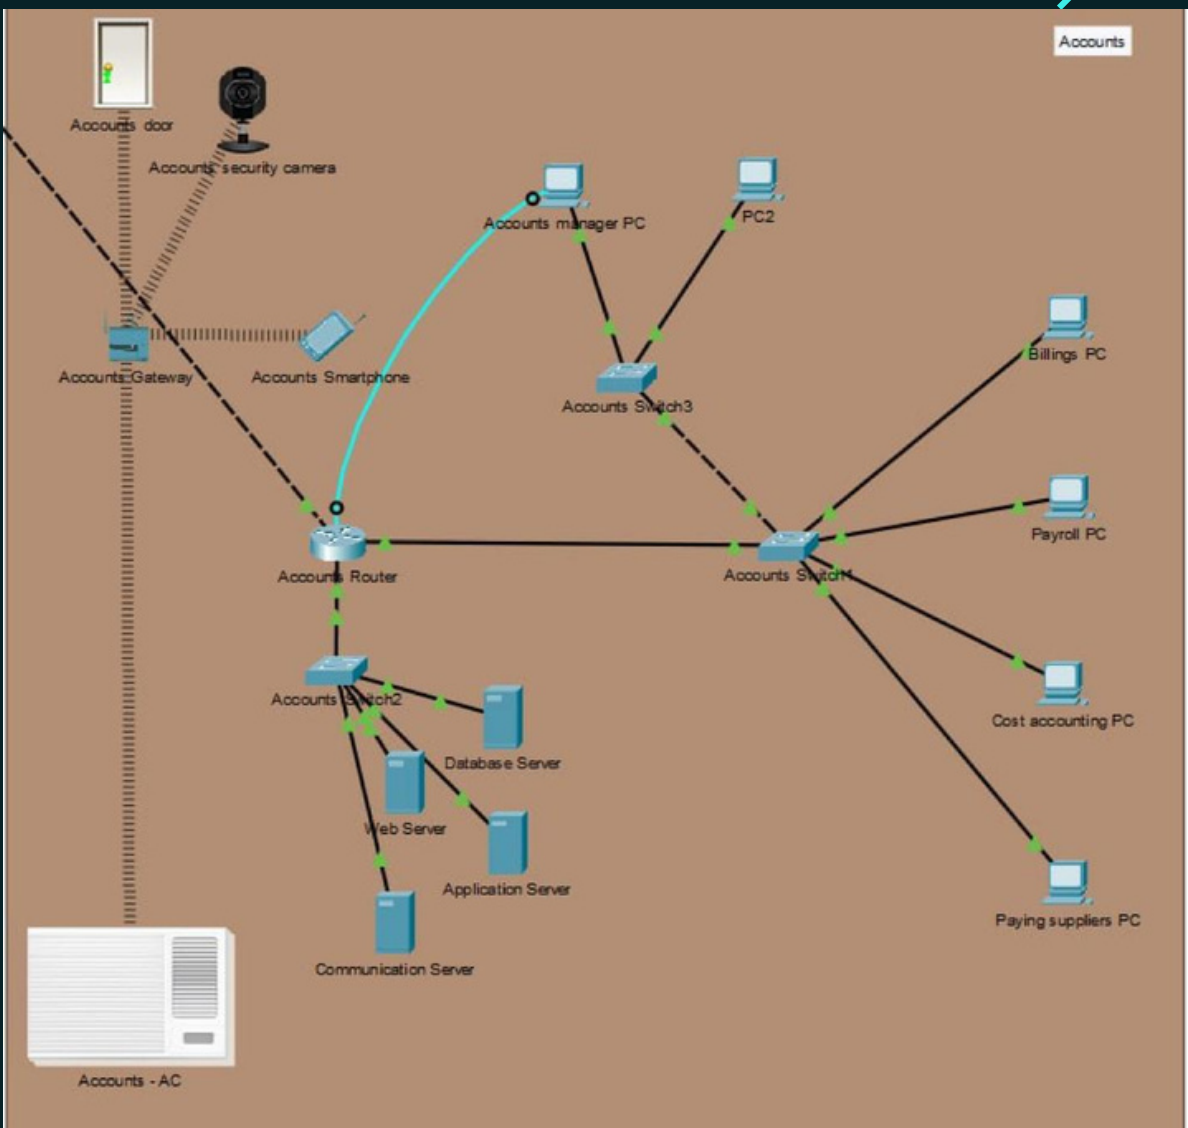 Accounts
Accounts door
Accounts security camera
Accounts manager PC
PC2
Billings PC
Accounts Gateway
Accounts Smartphone
Accounts Switch3
Payroll PC
Accounts Router
Accounts Switch1
Accounts Switch2
Cost accounting PC
Database Server
Web Server
Application Server
Paying suppliers PC
Communication Server
Accounts - AC